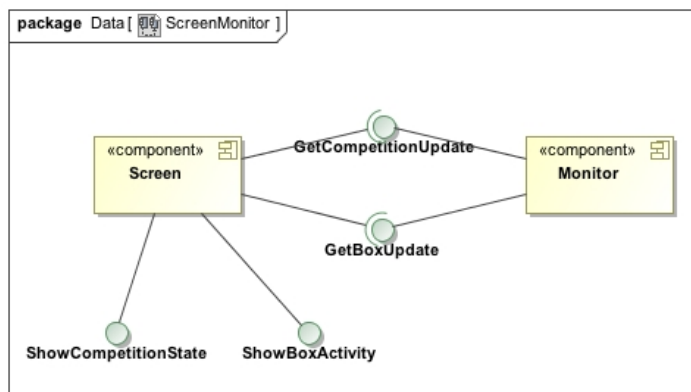 package Data [ ScreenMonitor ]
«component»
Screen
GetCompetitionUpdate
«component»
Monitor
GetBoxUpdate
ShowCompetitionState
ShowBoxActivity